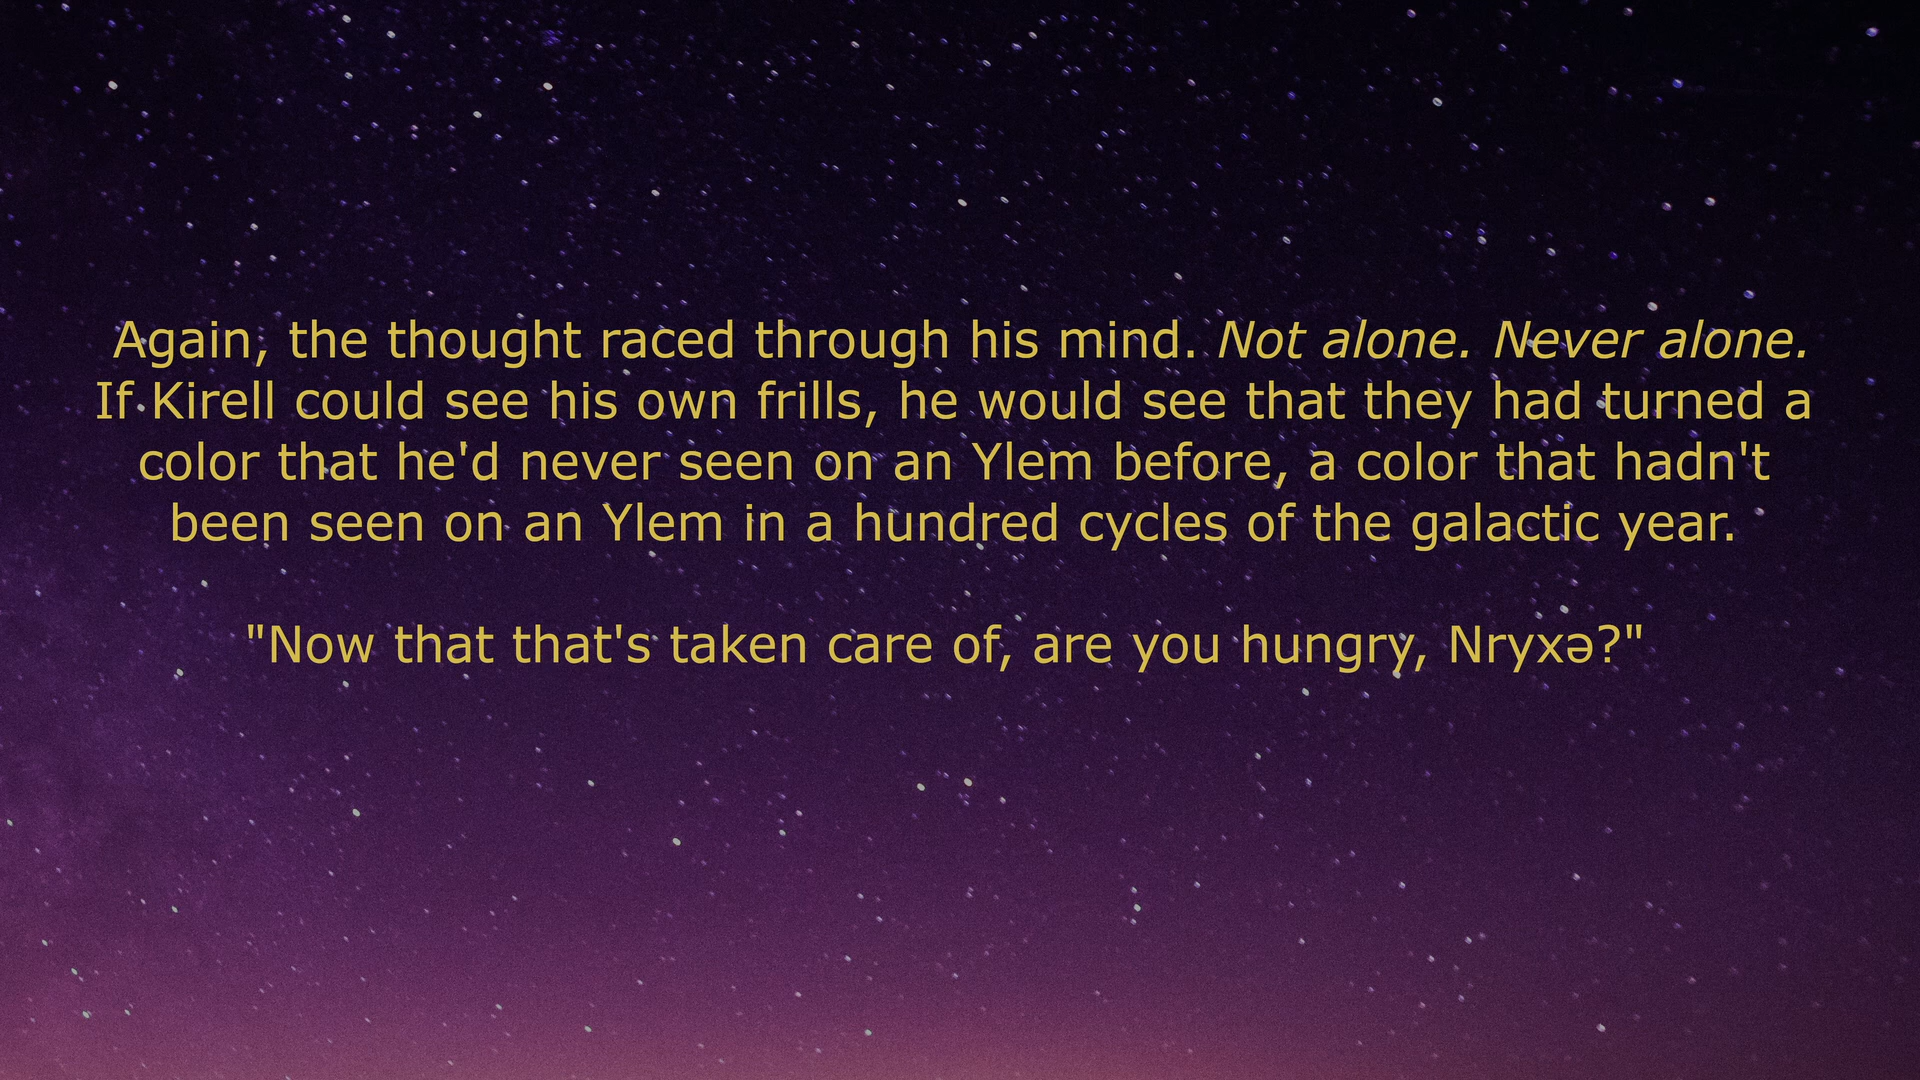 Again, the thought raced through his mind. Not alone. Never alone.
If Kirell could see his own frills, he would see that they had turned a
color that he'd never seen on an Ylem before, a color that hadn't
been seen on an Ylem in a hundred cycles of the galactic year.
"Now that that's taken care of, are you hungry, Nryxə?"